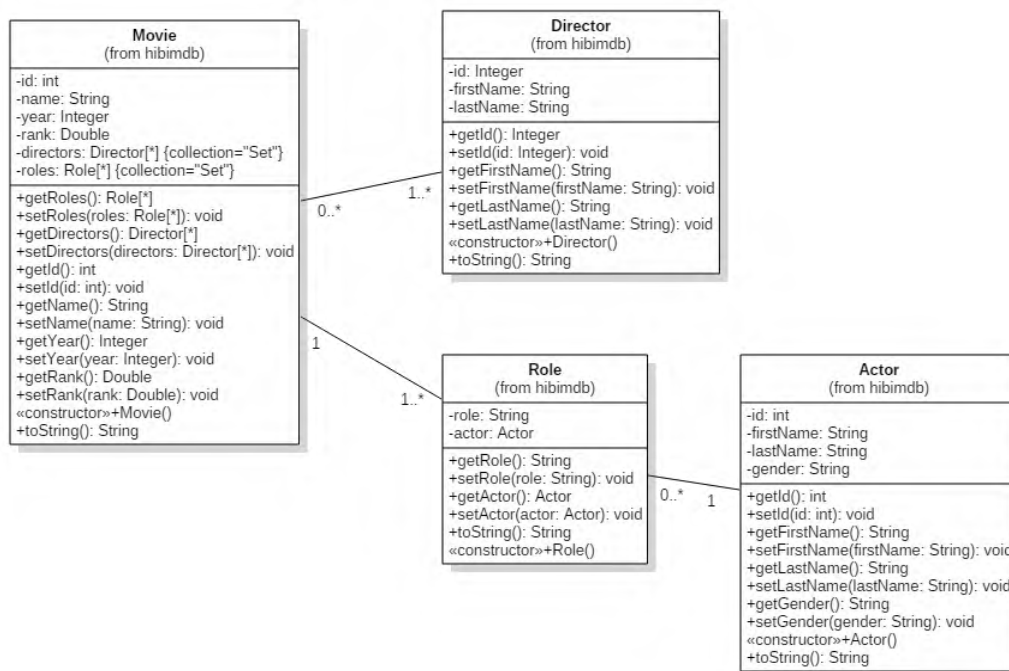 Movie
(from hibimdb)
-id: int
-name: String
-year: Integer
-rank: Double
-directors: Director[*] {collection="Set"}
-roles: Role[*] {collection="Set"}
+getRoles(): Role[*]
+setRoles(roles: Role[*]): void
+getDirectors(): Director[*]
+setDirectors(directors: Director[*]): void
+getId(): int
+setId(id: int): void
+getName(): String
+setName(name: String): void
+getYear(): Integer
+setYear(year: Integer): void
+getRank(): Double
+setRank(rank: Double): void
«constructor»+Movie()
+toString(): String
0..*
1..*
Director
(from hibimdb)
-id: Integer
-firstName: String
-lastName: String
+getId(): Integer
+setId(id: Integer): void
+getFirstName(): String
+setFirstName(firstName: String): void
+getLastName(): String
+setLastName(lastName: String): void
«constructor»+Director()
+toString(): String
1
1..*
Role
(from hibimdb)
-role: String
-actor: Actor
+getRole(): String
+setRole(role: String): void
+getActor(): Actor
+setActor(actor: Actor): void
+toString(): String
«constructor»+Role()
0..*
1
Actor
(from hibimdb)
-id: int
-firstName: String
-lastName: String
-gender: String
+getId(): int
+setId(id: int): void
+getFirstName(): String
+setFirstName(firstName: String): void
+getLastName(): String
+setLastName(lastName: String): void
+getGender(): String
+setGender(gender: String): void
«constructor»+Actor()
+toString(): String